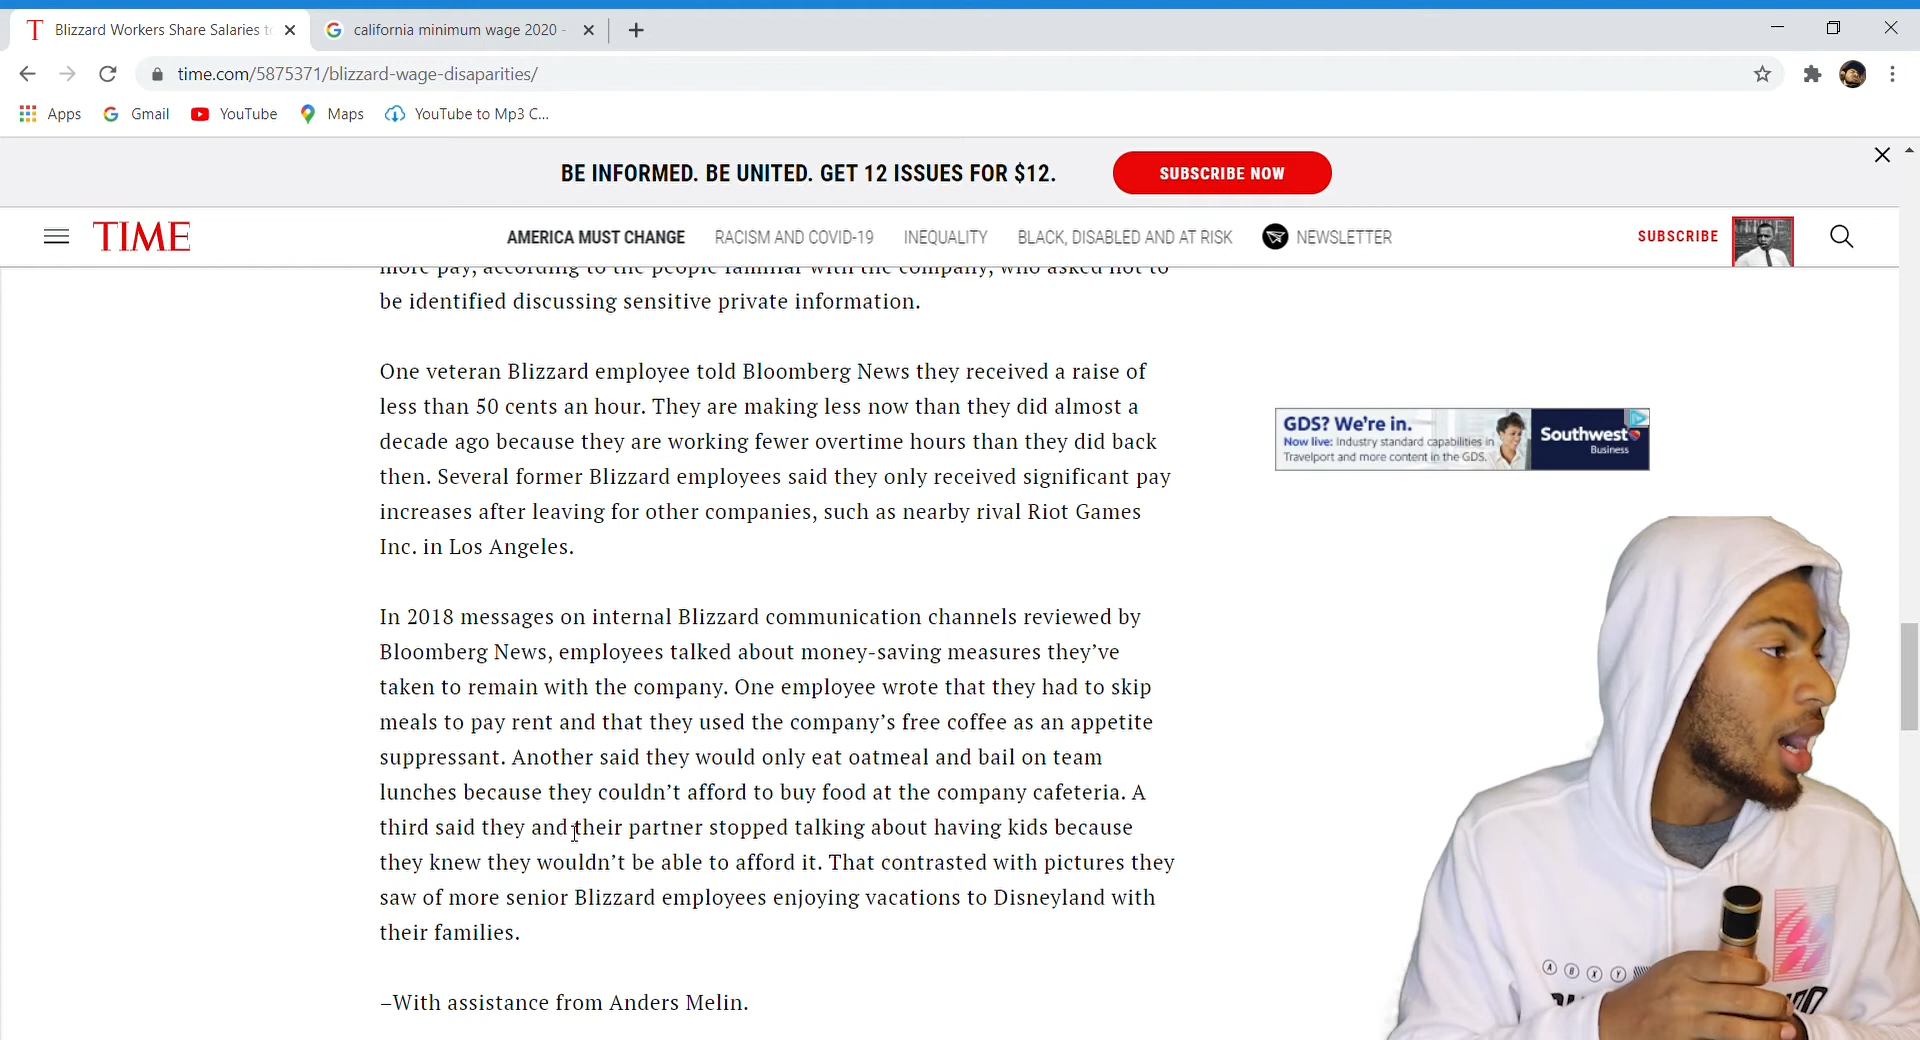 T Blizzard Workers Share Salaries to
california minimum wage 2020 -
time.com/5875371/blizzard-wage-disaparities/
Apps
Gmail
YouTube
Maps
YouTube to Mp3 C...
BE INFORMED. BE UNITED. GET 12 ISSUES FOR $12.
SUBSCRIBE NOW
TIME
AMERICA MUST CHANGE
RACISM AND COVID-19
INEQUALITY
BLACK, DISABLED AND AT RISK
NEWSLETTER
SUBSCRIBE
more pay, according to the people familiar with the company, who asked not to
be identified discussing sensitive private information.
One veteran Blizzard employee told Bloomberg News they received a raise of
less than 50 cents an hour. They are making less now than they did almost a
decade ago because they are working fewer overtime hours than they did back
then. Several former Blizzard employees said they only received significant pay
increases after leaving for other companies, such as nearby rival Riot Games
Inc. in Los Angeles.
GDS? We're in.
Now live: Industry standard capabilities in
Travelport and more content in the GDS.
Southwest
Business
In 2018 messages on internal Blizzard communication channels reviewed by
Bloomberg News, employees talked about money-saving measures they've
taken to remain with the company. One employee wrote that they had to skip
meals to pay rent and that they used the company's free coffee as an appetite
suppressant. Another said they would only eat oatmeal and bail on team
lunches because they couldn't afford to buy food at the company cafeteria. A
third said they and their partner stopped talking about having kids because
they knew they wouldn't be able to afford it. That contrasted with pictures they
saw of more senior Blizzard employees enjoying vacations to Disneyland with
their families.
–With assistance from Anders Melin.
A B X Y